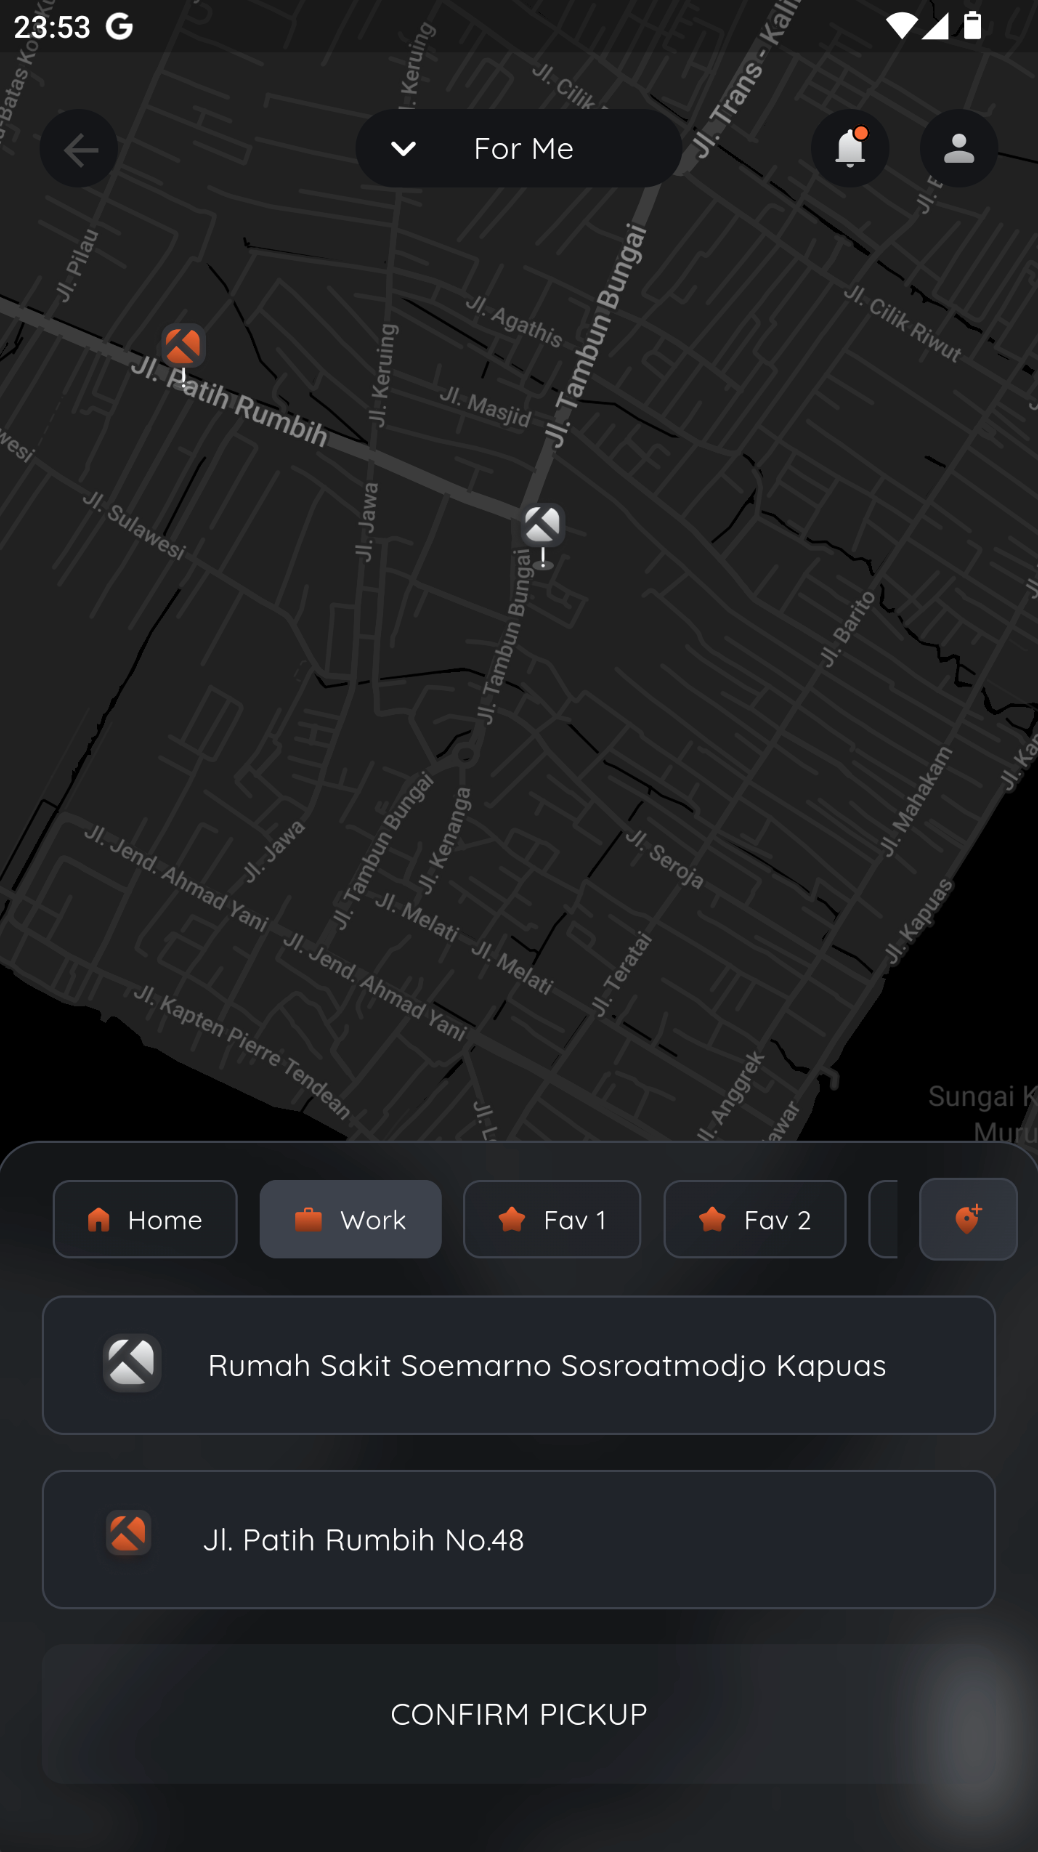 23:53 G
Batas Ko
Jl. Keruing
Jl. Cilik
Jl. Trans - Kali
For Me
Jl. Pilau
Jl. Agathis
Jl. Tambun Bungai
Jl. Cilik Riwut
Jl. Keruing
Jl. Patih Rumbih
Jl. Masjid
wesi
Jl. Sulawesi
Jl. Jawa
Jl. Tambun Bungai
Jl. Barito
Jl. Kap
Jl. Mahakam
Jl. Jend. Ahmad Yani
Jl. Jawa
Jl. Tambun Bungai
Jl. Kenanga
Jl. Seroja
Jl. Kapuas
Jl. Melati
Jl. Melati
Jl. Teratai
Jl. Jend. Ahmad Yani
Jl. Kapten Pierre Tendean
Jl. Anggrek
awar
Sungai K
Muru
Home
Work
Fav 1
Fav 2
Rumah Sakit Soemarno Sosroatmodjo Kapuas
Jl. Patih Rumbih No.48
CONFIRM PICKUP